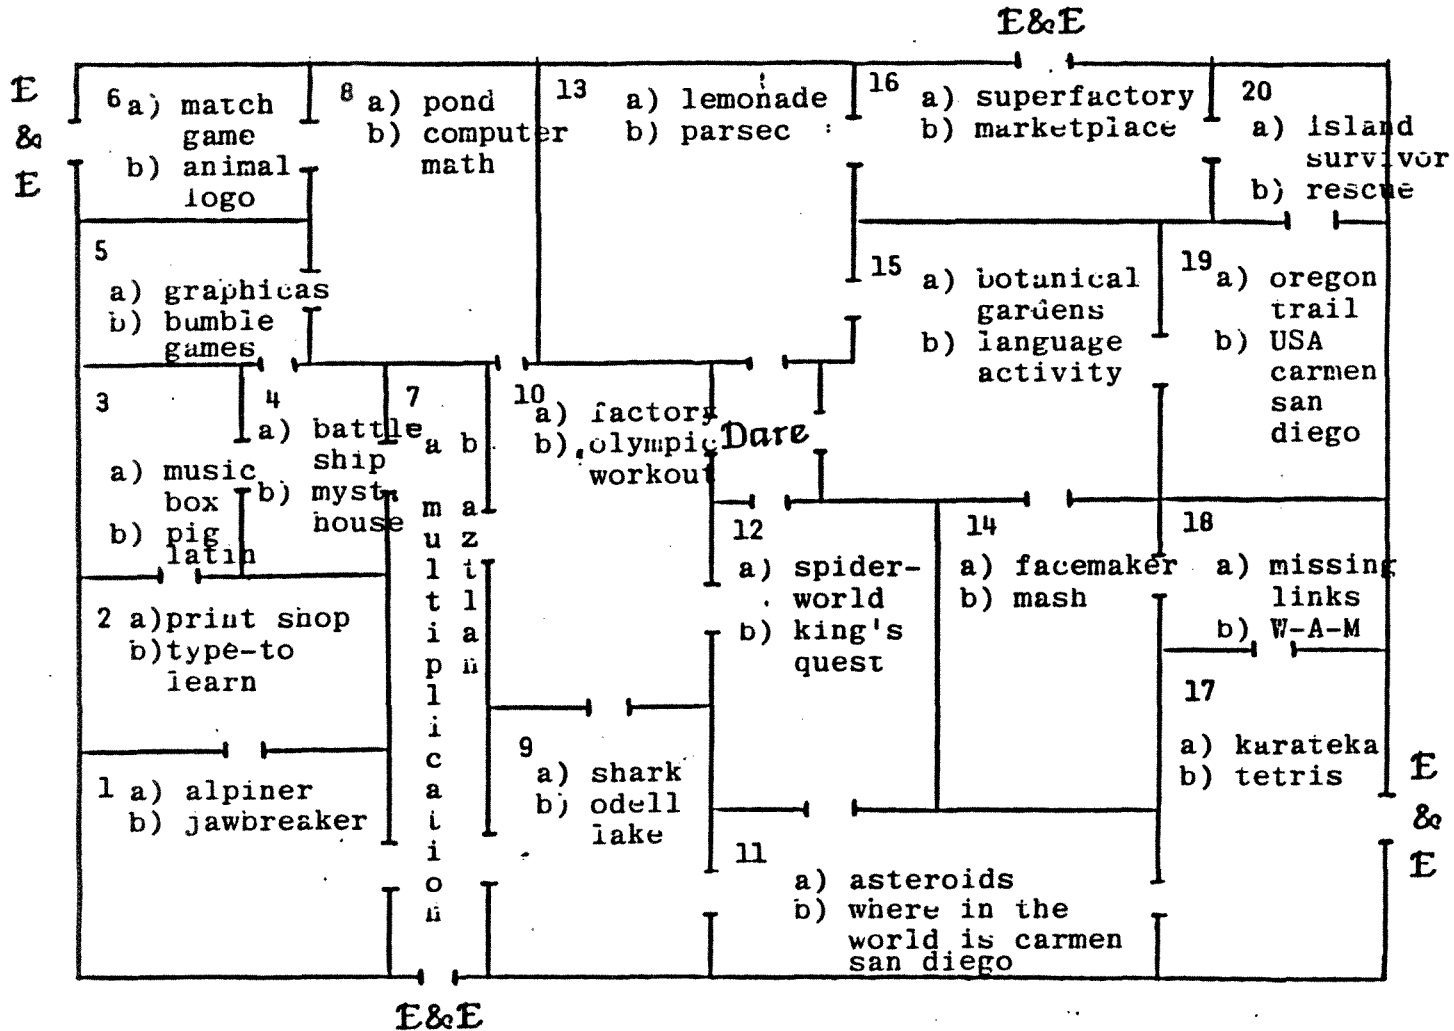 E&E
E
&
E
6 a) match
game
b) animal
logo
8 a) pond
b) computer
math
13 a) lemonade
b) parsec
16 a) superfactory
b) marketplace
20
a) island
survivor
b) rescue
5
a) graphicas
b) bumble
games
15 a) botanical
gardens
b) language
activity
19 a) oregon
trail
b) USA
carmen
san
diego
3
a) music
box
b) pig
latin
4
a) battle
ship
b) myst.
house
7
a multiplication
b aztlan
10
a) factory
b) olympic
workout
Dare
12
a) spider-
world
b) king's
quest
14
a) facemaker
b) mash
18
a) missing
links
b) W-A-M
2 a)print shop
b)type-to
learn
17
a) karateka
b) tetris
1 a) alpiner
b) jawbreaker
9
a) shark
b) odell
lake
11
a) asteroids
b) where in the
world is carmen
san diego
E
&
E
E&E